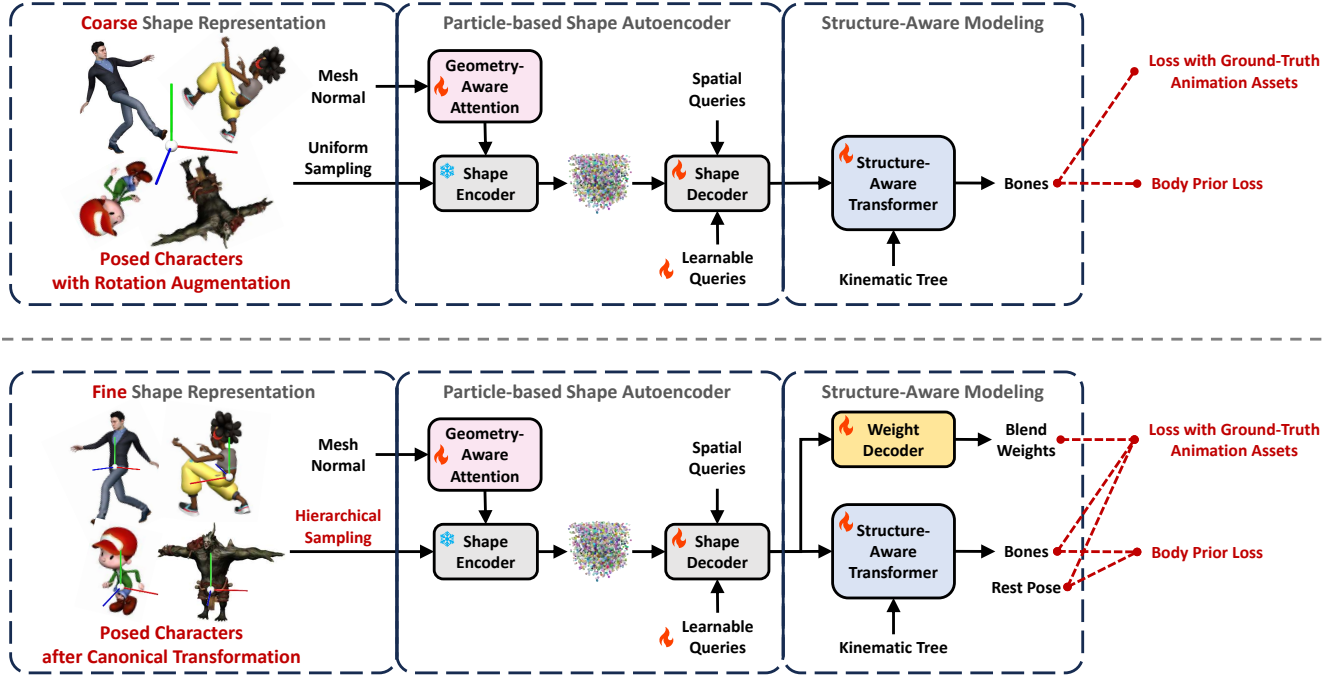 Coarse Shape Representation
Particle-based Shape Autoencoder
Structure-Aware Modeling
Mesh
Normal
Geometry-
Aware
Attention
Spatial
Queries
Loss with Ground-Truth
Animation Assets
Uniform
Sampling
Shape
Encoder
Shape
Decoder
Structure-
Aware
Transformer
Bones
Body Prior Loss
Posed Characters
with Rotation Augmentation
Learnable
Queries
Kinematic Tree
Fine Shape Representation
Particle-based Shape Autoencoder
Structure-Aware Modeling
Mesh
Normal
Geometry-
Aware
Attention
Spatial
Queries
Weight
Decoder
Blend
Weights
Loss with Ground-Truth
Animation Assets
Hierarchical
Sampling
Shape
Encoder
Shape
Decoder
Structure-
Aware
Transformer
Bones
Body Prior Loss
Rest Pose
Posed Characters
after Canonical Transformation
Learnable
Queries
Kinematic Tree